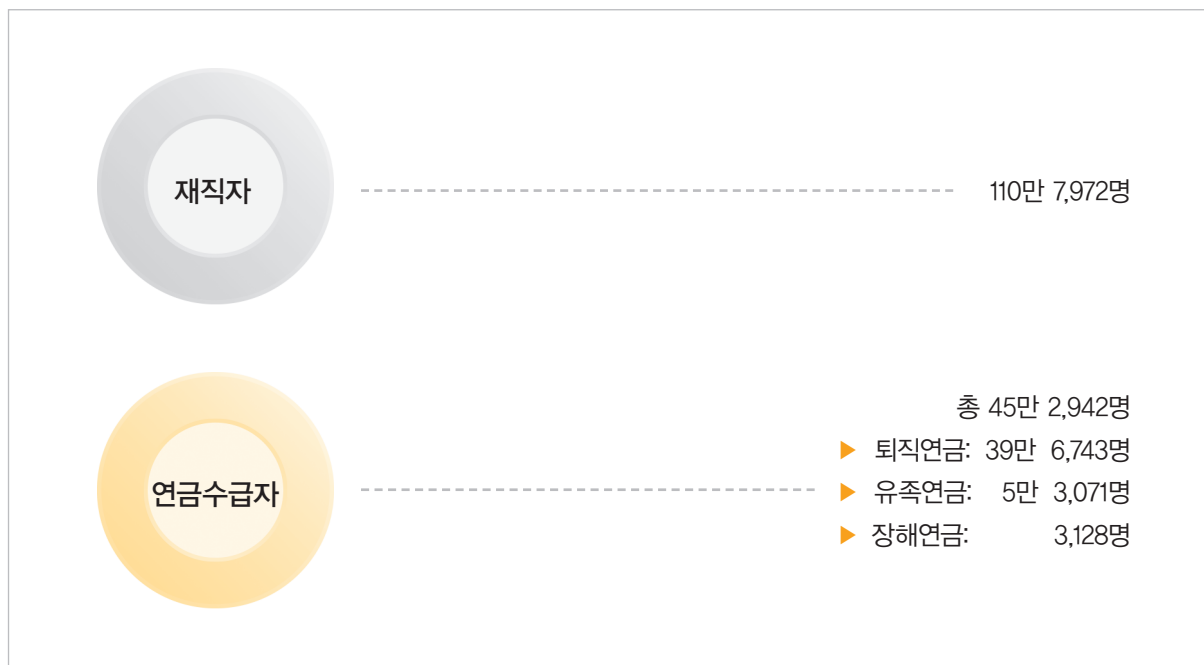 재직자
110만 7,972명
연금수급자
총 45만 2,942명
▶ 퇴직연금: 39만 6,743명
▶ 유족연금: 5만 3,071명
▶ 장해연금: 3,128명